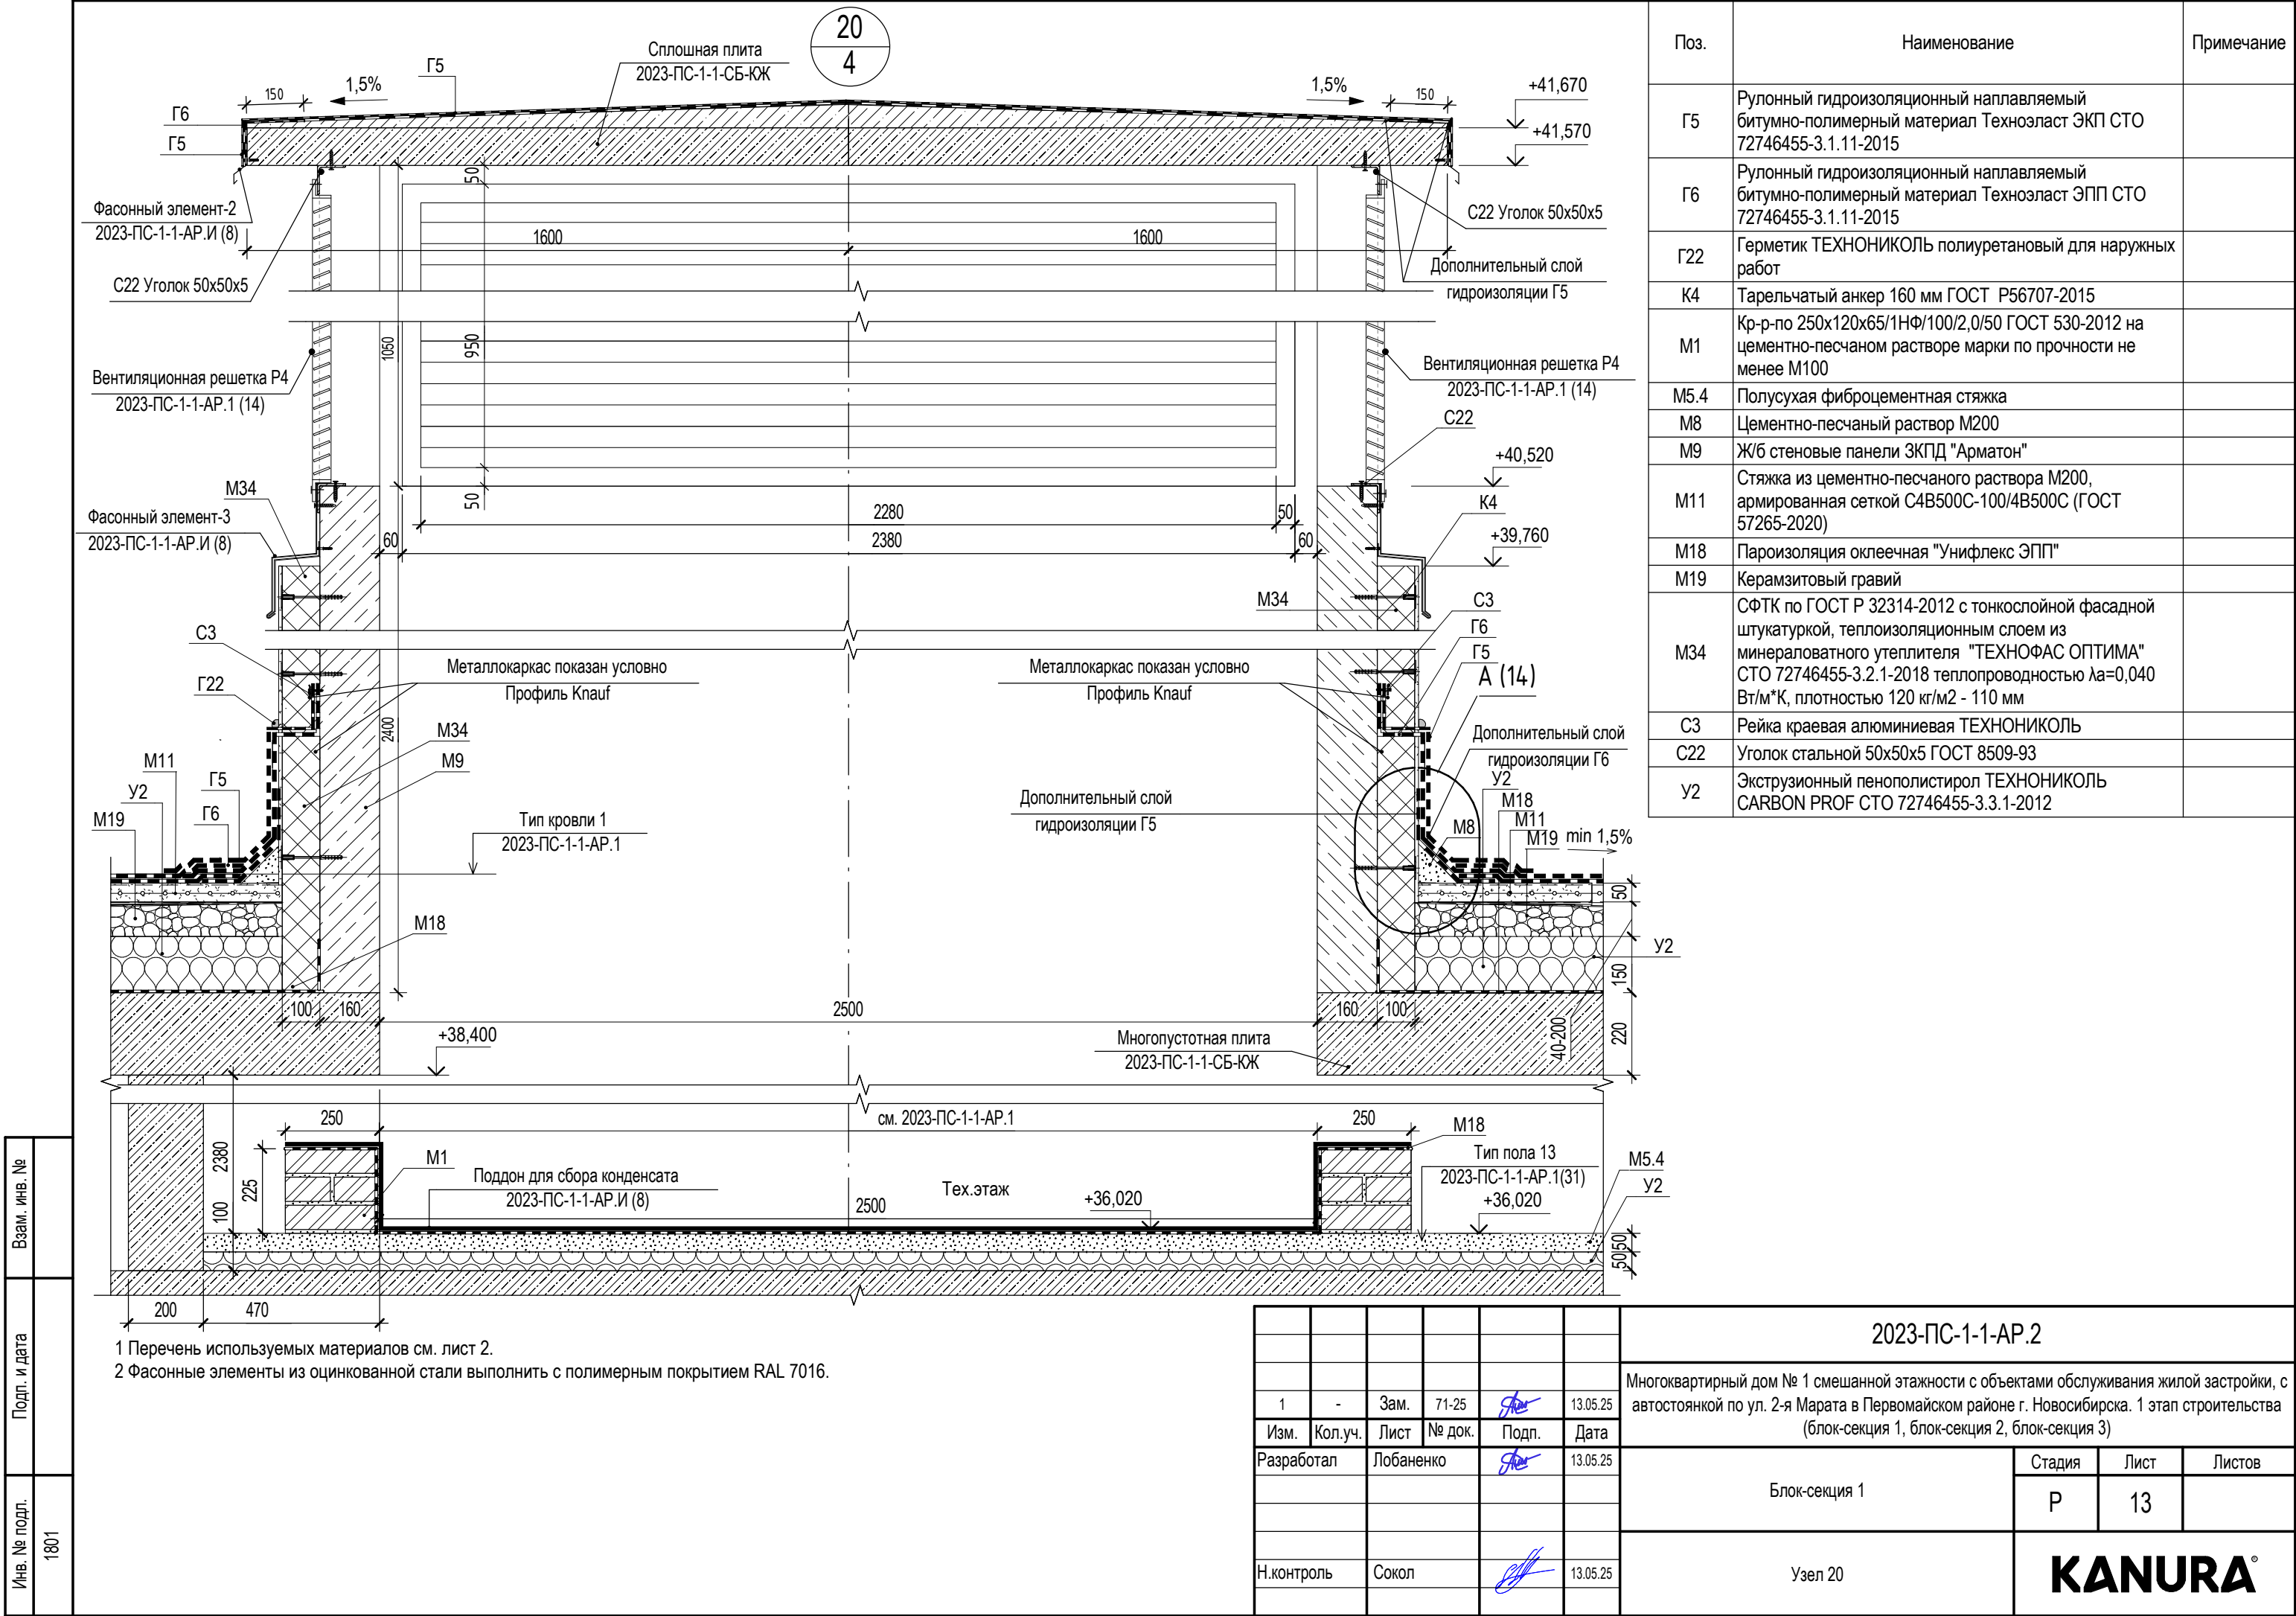 20
4
Сплошная плита
2023-ПС-1-1-СБ-КЖ
Г5
150
1,5%
1,5%
150
+41,670
+41,570
Г6
Г5
Фасонный элемент-2
2023-ПС-1-1-АР.И (8)
С22 Уголок 50х50х5
50
1600
1600
С22 Уголок 50х50х5
Дополнительный слой
гидроизоляции Г5
1050
950
Вентиляционная решетка Р4
2023-ПС-1-1-АР.1 (14)
Вентиляционная решетка Р4
2023-ПС-1-1-АР.1 (14)
С22
+40,520
К4
+39,760
М34
Фасонный элемент-3
2023-ПС-1-1-АР.И (8)
50
2280
50
60
2380
60
М34
С3
Г6
Г5
А (14)
С3
Г22
Металлокаркас показан условно
Профиль Knauf
Металлокаркас показан условно
Профиль Knauf
2400
М34
М9
Дополнительный слой
гидроизоляции Г6
М11
Г5
У2
Г6
М19
Тип кровли 1
2023-ПС-1-1-АР.1
Дополнительный слой
гидроизоляции Г5
У2
М18
М11
М8
М19
min 1,5%
50
М18
У2
150
100
160
2500
160
100
40-200
220
+38,400
Многопустотная плита
2023-ПС-1-1-СБ-КЖ
250
см. 2023-ПС-1-1-АР.1
250
М18
2380
225
100
М1
Поддон для сбора конденсата
2023-ПС-1-1-АР.И (8)
Тех.этаж
2500
+36,020
Тип пола 13
2023-ПС-1-1-АР.1(31)
+36,020
М5.4
У2
50
50
200
470
1 Перечень используемых материалов см. лист 2.
2 Фасонные элементы из оцинкованной стали выполнить с полимерным покрытием RAL 7016.
Поз. Наименование Примечание
Г5 Рулонный гидроизоляционный наплавляемый
битумно-полимерный материал Техноэласт ЭКП СТО
72746455-3.1.11-2015
Г6 Рулонный гидроизоляционный наплавляемый
битумно-полимерный материал Техноэласт ЭПП СТО
72746455-3.1.11-2015
Г22 Герметик ТЕХНОНИКОЛЬ полиуретановый для наружных
работ
К4 Тарельчатый анкер 160 мм ГОСТ Р56707-2015
М1 Кр-р-по 250х120х65/1НФ/100/2,0/50 ГОСТ 530-2012 на
цементно-песчаном растворе марки по прочности не
менее М100
М5.4 Полусухая фиброцементная стяжка
М8 Цементно-песчаный раствор М200
М9 Ж/б стеновые панели ЗКПД "Арматон"
М11 Стяжка из цементно-песчаного раствора М200,
армированная сеткой С4В500С-100/4В500С (ГОСТ
57265-2020)
М18 Пароизоляция оклеечная "Унифлекс ЭПП"
М19 Керамзитовый гравий
М34 СФТК по ГОСТ Р 32314-2012 с тонкослойной фасадной
штукатуркой, теплоизоляционным слоем из
минераловатного утеплителя "ТЕХНОФАС ОПТИМА"
СТО 72746455-3.2.1-2018 теплопроводностью λа=0,040
Вт/м*К, плотностью 120 кг/м2 - 110 мм
С3 Рейка краевая алюминиевая ТЕХНОНИКОЛЬ
С22 Уголок стальной 50х50х5 ГОСТ 8509-93
У2 Экструзионный пенополистирол ТЕХНОНИКОЛЬ
CARBON PROF СТО 72746455-3.3.1-2012
Взам. инв. №
Подп. и дата
Инв. № подл.
1801
2023-ПС-1-1-АР.2
Многоквартирный дом № 1 смешанной этажности с объектами обслуживания жилой застройки, с
автостоянкой по ул. 2-я Марата в Первомайском районе г. Новосибирска. 1 этап строительства
(блок-секция 1, блок-секция 2, блок-секция 3)
1 - Зам. 71-25 13.05.25
Изм. Кол.уч. Лист № док. Подп. Дата
Разработал Лобаненко 13.05.25
Блок-секция 1
Стадия Лист Листов
Р 13
Н.контроль Сокол 13.05.25
Узел 20
KANURA